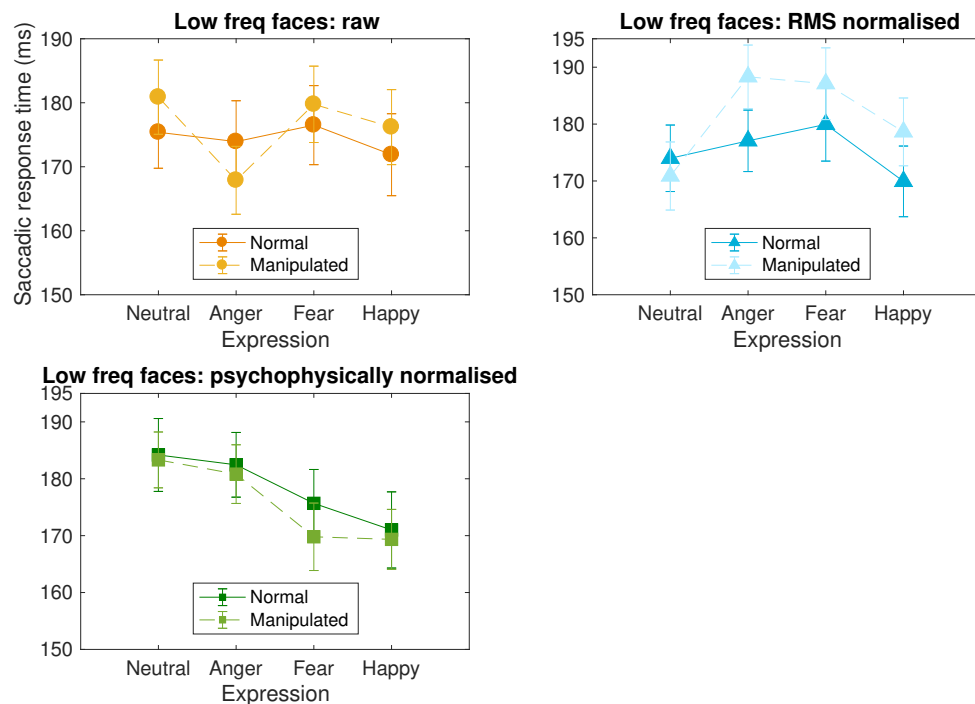 Low freq faces: raw
190
180
170
160
150
Saccadic response time (ms)
Normal
Manipulated
Neutral Anger Fear Happy
Expression
Low freq faces: RMS normalised
195
190
180
170
160
150
Normal
Manipulated
Neutral Anger Fear Happy
Expression
Low freq faces: psychophysically normalised
195
190
180
170
160
150
Normal
Manipulated
Neutral Anger Fear Happy
Expression